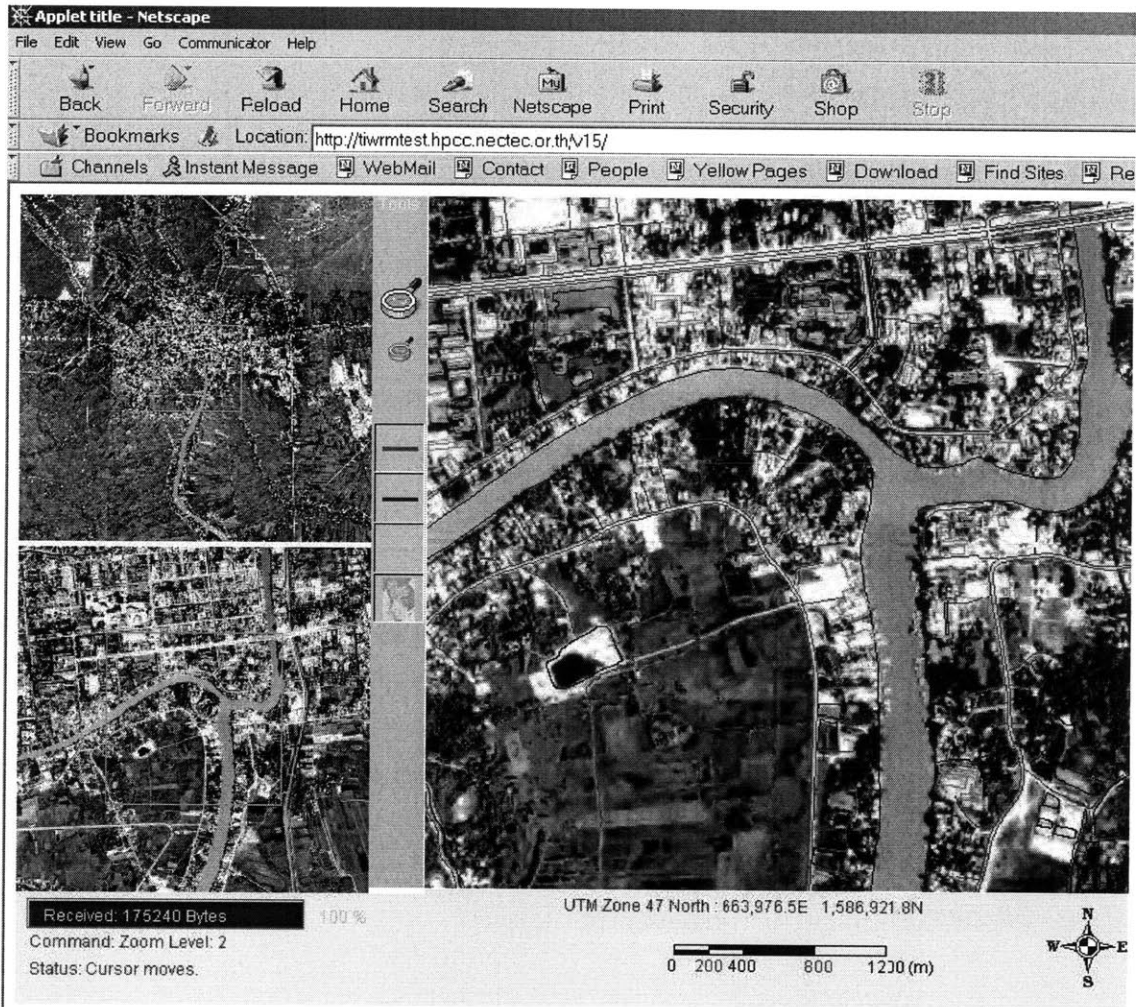 Applet title - Netscape
File Edit View Go Communicator Help
Back Forward Reload Home Search Netscape Print Security Shop Stop
My
Bookmarks Location: http://tiwrmtest.hpcc.nectec.or.th/v15/
Channels Instant Message WebMail Contact People Yellow Pages Download Find Sites Re
Tools
Received: 175240 Bytes 100 %
Command: Zoom Level: 2
Status: Cursor moves.
UTM Zone 47 North : 663,976.5E 1,586,921.8N
0 200 400 800 1200 (m)
N
W E
S